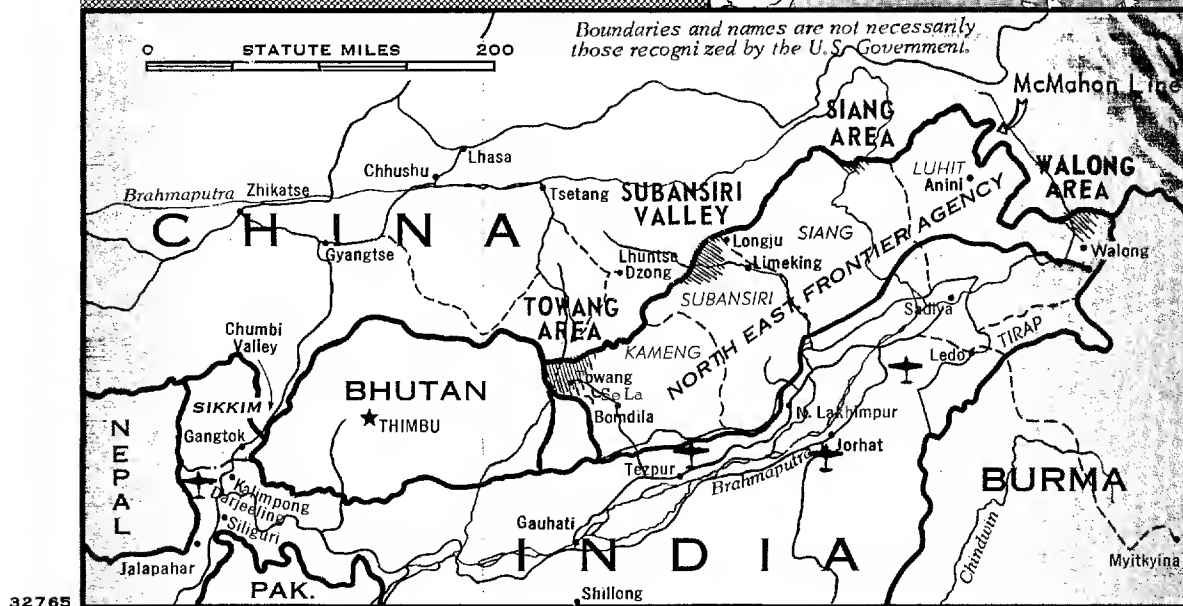 Boundaries and names are not necessarily
those recognized by the U.S. Government.
0 STATUTE MILES 200
McMahon Line
SIANG
AREA
LUHIT
Anini
WALONG
AREA
Lhasa
Chhushu
Brahmaputra
Zhikatse
Tsetang
SUBANSIRI
VALLEY
CHINA
Gyangtse
Longju
SIANG
Walong
Lhuntse
Dzong
Limeking
NORTH EAST FRONTIER AGENCY
SUBANSIRI
TOWANG
AREA
Sadiya
TIRAP
Chumbi
Valley
KAMENG
Ledo
BHUTAN
Towang
Se La
Bomdila
THIMBU
SIKKIM
Gangtok
N. Lakhimpur
NEPAL
Jorhat
Tezpur
Brahmaputra
BURMA
Kalimpong
Darjeeling
Siliguri
Gauhati
INDIA
Chindwin
Jalapahar
Myitkyina
PAK.
Shillong
32765